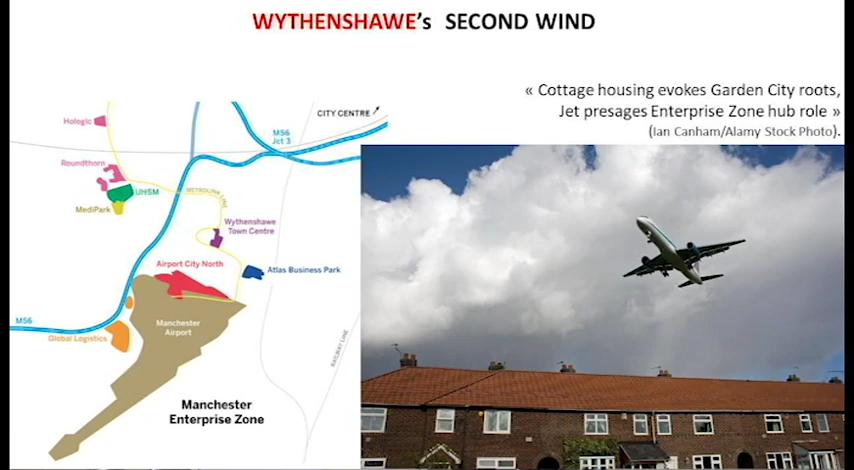 WYTHENSHAWE's SECOND WIND
« Cottage housing evokes Garden City roots,
Jet presages Enterprise Zone hub role »
(Ian Canham/Alamy Stock Photo).
CITY CENTRE
M56
Jct 3
Hologic
Roundthorn
UHSM
MediPark
METROLINK LINE
Wythenshawe
Town Centre
Airport City North
Atlas Business Park
M56
Manchester
Airport
Global Logistics
RAILWAY LINE
Manchester
Enterprise Zone